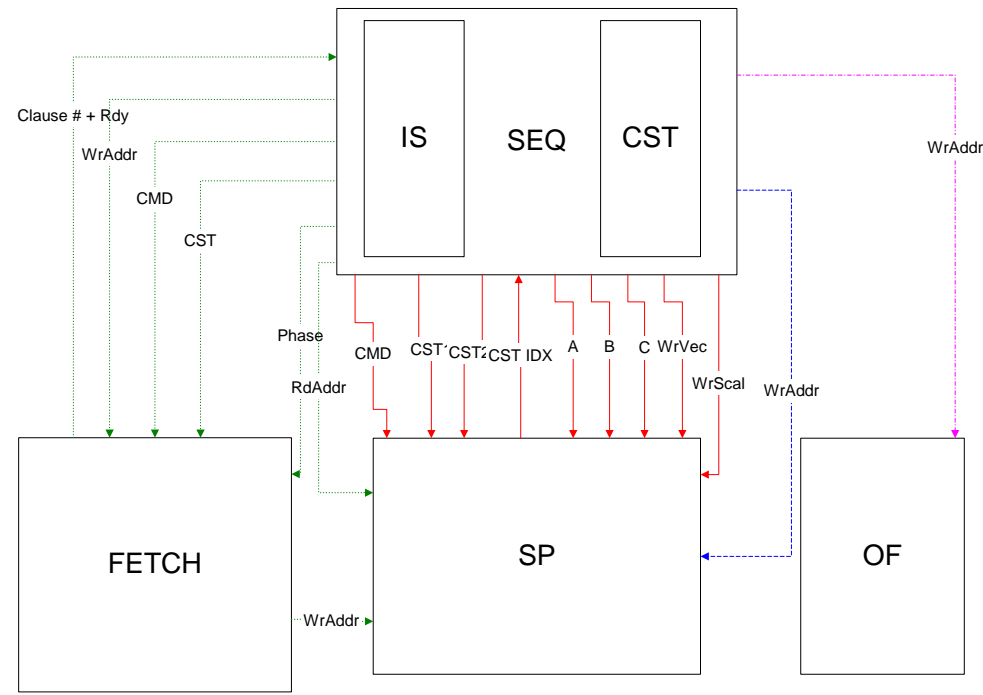 IS
SEQ
CST
Clause # + Rdy
WrAddr
WrAddr
CMD
CST
Phase
CMD
CST1
CST2
CST IDX
A
B
C
WrVec
WrScal
RdAddr
WrAddr
FETCH
SP
OF
WrAddr